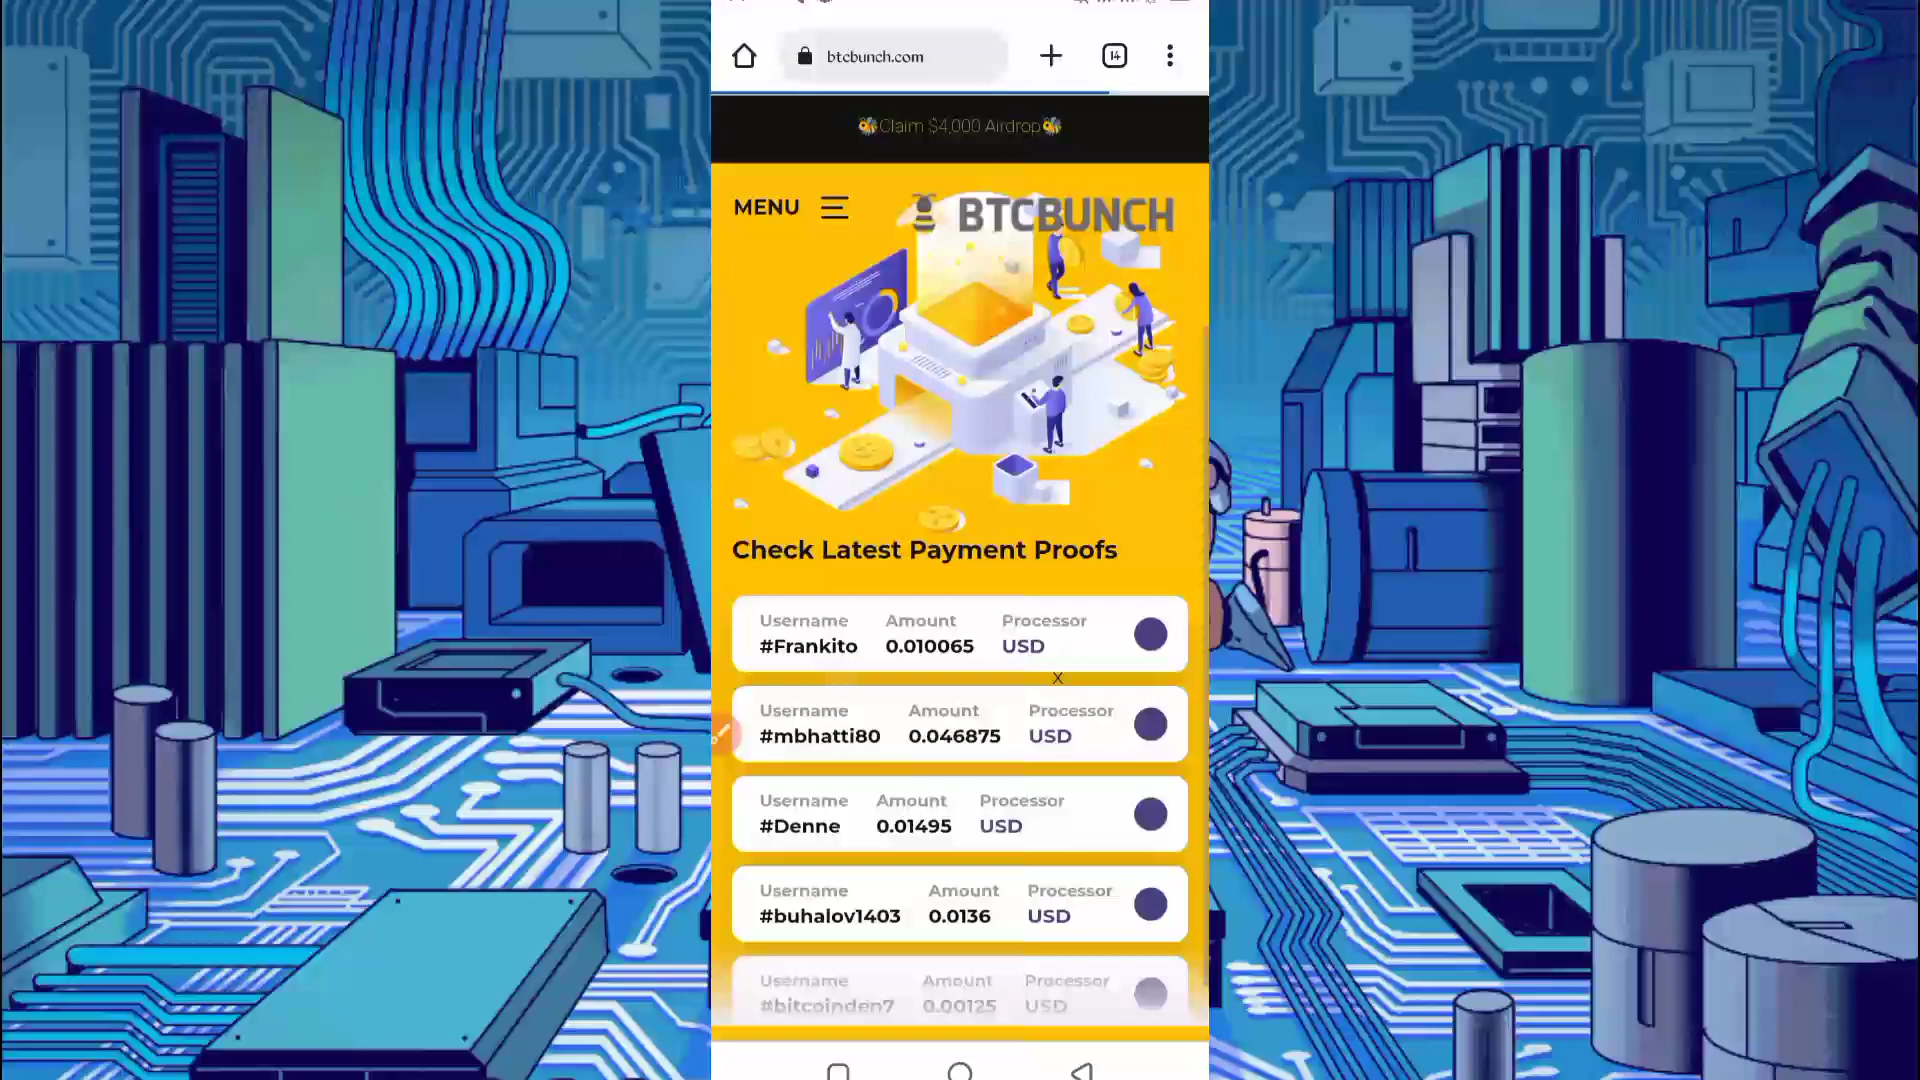 btcbunch.com
14
🐝Claim $4,000 Airdrop🐝
MENU
BTCBUNCH
Check Latest Payment Proofs
Username Amount Processor
#Frankito 0.010065 USD
X
Username Amount Processor
#mbhatti80 0.046875 USD
Username Amount Processor
#Denne 0.01495 USD
Username Amount Processor
#buhalov1403 0.0136 USD
Username Amount Processor
#bitcoinden7 0.00125 USD